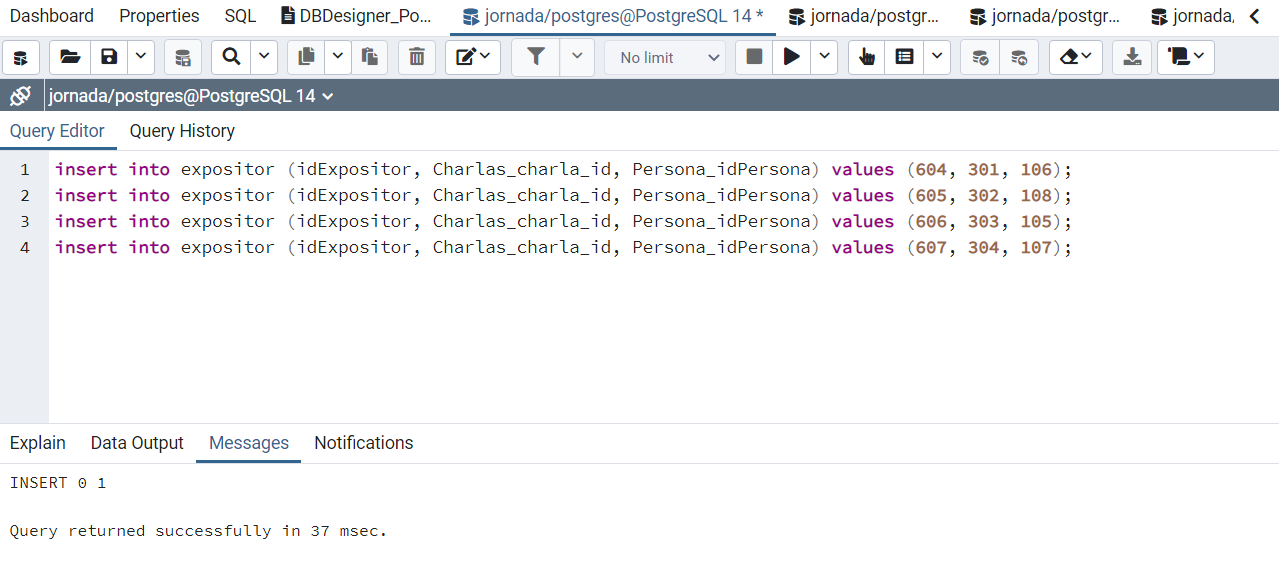 Dashboard Properties SQL DBDesigner_Po... jornada/postgres@PostgreSQL 14 * jornada/postgr... jornada/postgr... jornada/
No limit
jornada/postgres@PostgreSQL 14
Query Editor Query History
1 insert into expositor (idExpositor, Charlas_charla_id, Persona_idPersona) values (604, 301, 106);
2 insert into expositor (idExpositor, Charlas_charla_id, Persona_idPersona) values (605, 302, 108);
3 insert into expositor (idExpositor, Charlas_charla_id, Persona_idPersona) values (606, 303, 105);
4 insert into expositor (idExpositor, Charlas_charla_id, Persona_idPersona) values (607, 304, 107);
Explain Data Output Messages Notifications
INSERT 0 1
Query returned successfully in 37 msec.